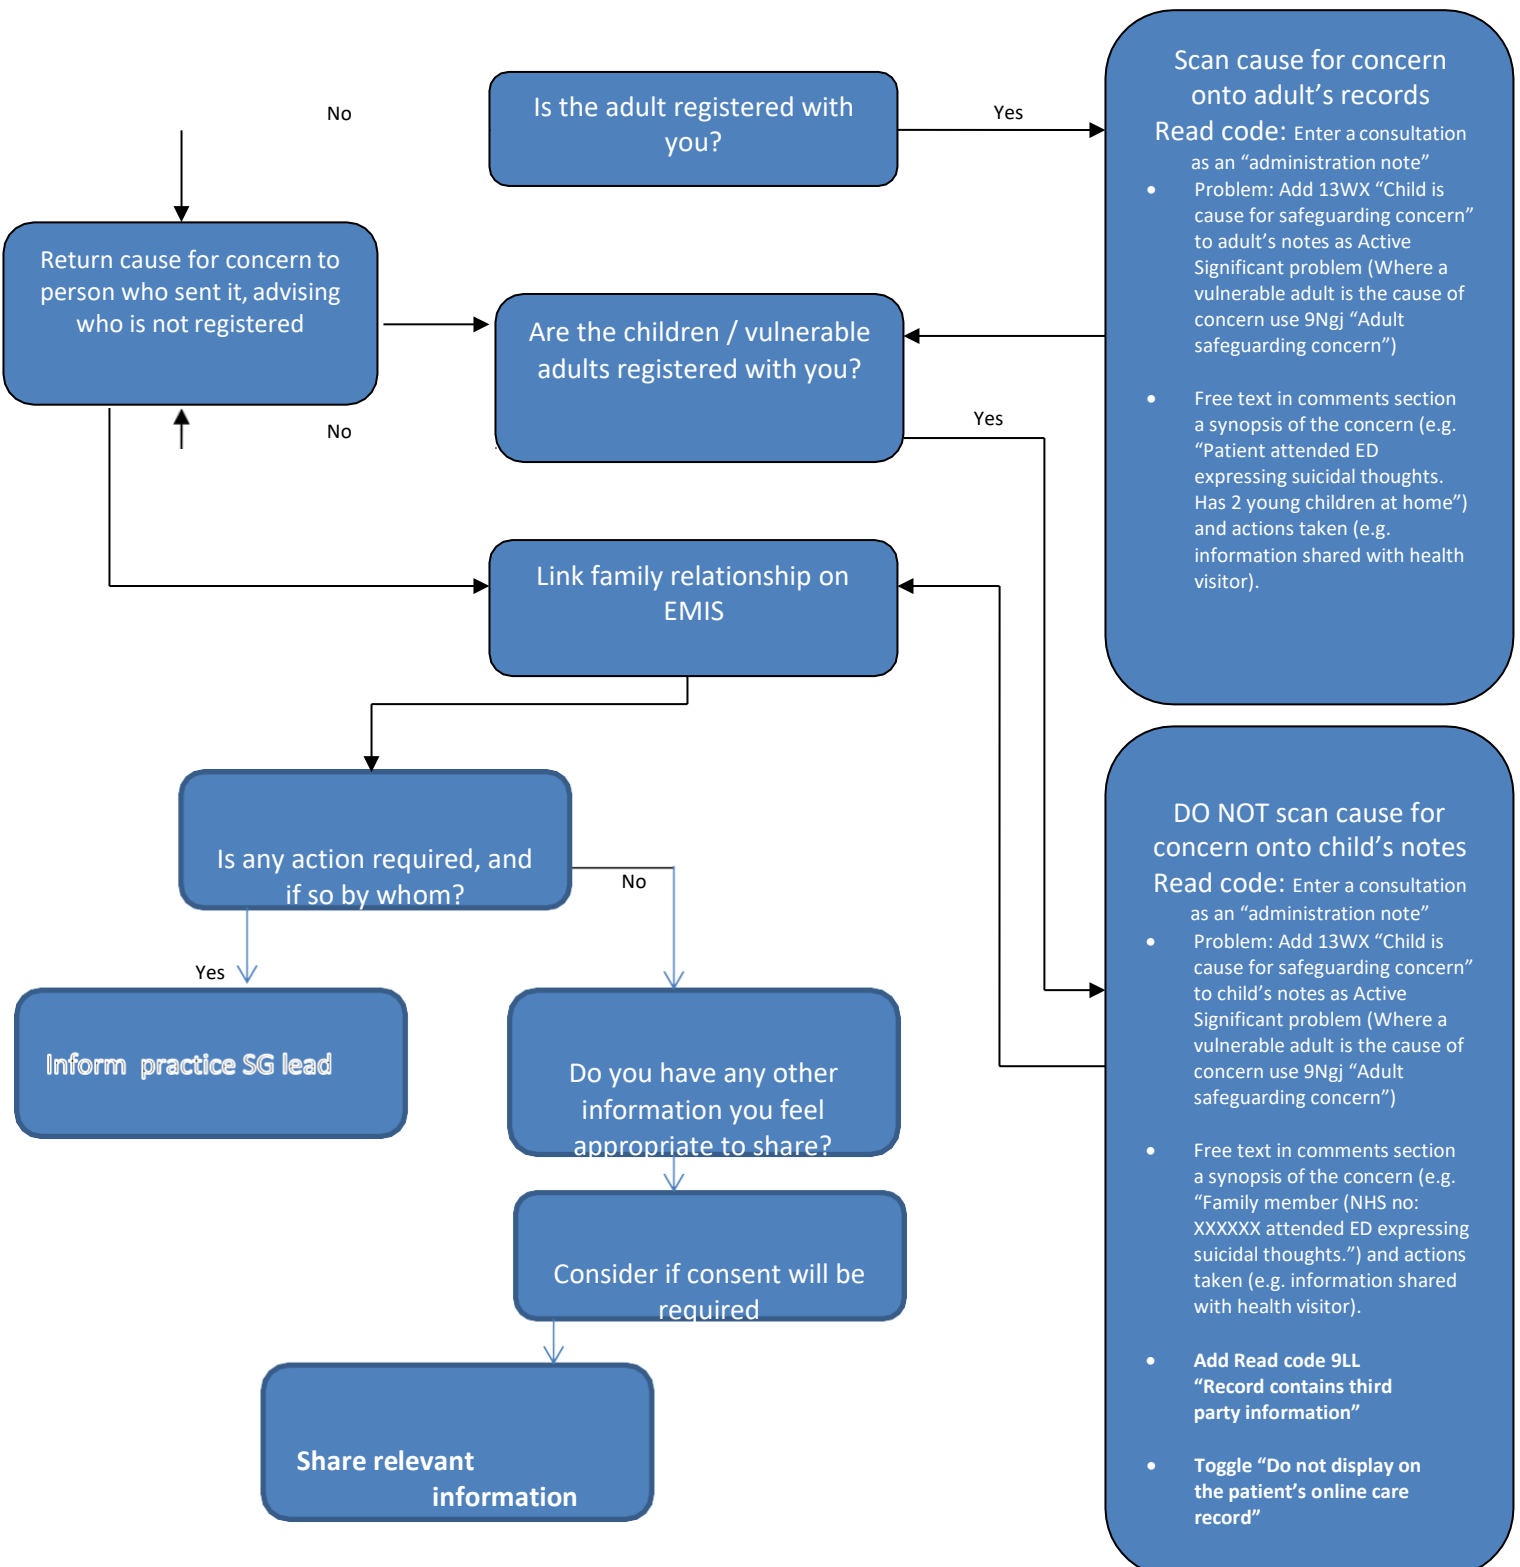 No
Is the adult registered with
you?
Yes
Scan cause for concern
onto adult’s records
Read code: Enter a consultation
as an “administration note”
• Problem: Add 13WX “Child is
cause for safeguarding concern”
to adult’s notes as Active
Significant problem (Where a
vulnerable adult is the cause of
concern use 9Ngj “Adult
safeguarding concern”)
• Free text in comments section
a synopsis of the concern (e.g.
“Patient attended ED
expressing suicidal thoughts.
Has 2 young children at home”)
and actions taken (e.g.
information shared with health
visitor).
Return cause for concern to
person who sent it, advising
who is not registered
Are the children / vulnerable
adults registered with you?
No
Yes
Link family relationship on
EMIS
DO NOT scan cause for
concern onto child’s notes
Read code: Enter a consultation
as an “administration note”
• Problem: Add 13WX “Child is
cause for safeguarding concern”
to child’s notes as Active
Significant problem (Where a
vulnerable adult is the cause of
concern use 9Ngj “Adult
safeguarding concern”)
• Free text in comments section
a synopsis of the concern (e.g.
“Family member (NHS no:
XXXXXX attended ED expressing
suicidal thoughts.”) and actions
taken (e.g. information shared
with health visitor).
• Add Read code 9LL
“Record contains third
party information”
• Toggle “Do not display on
the patient’s online care
record”
Is any action required, and
if so by whom?
No
Yes
Inform practice SG lead
Do you have any other
information you feel
appropriate to share?
Consider if consent will be
required
Share relevant
information